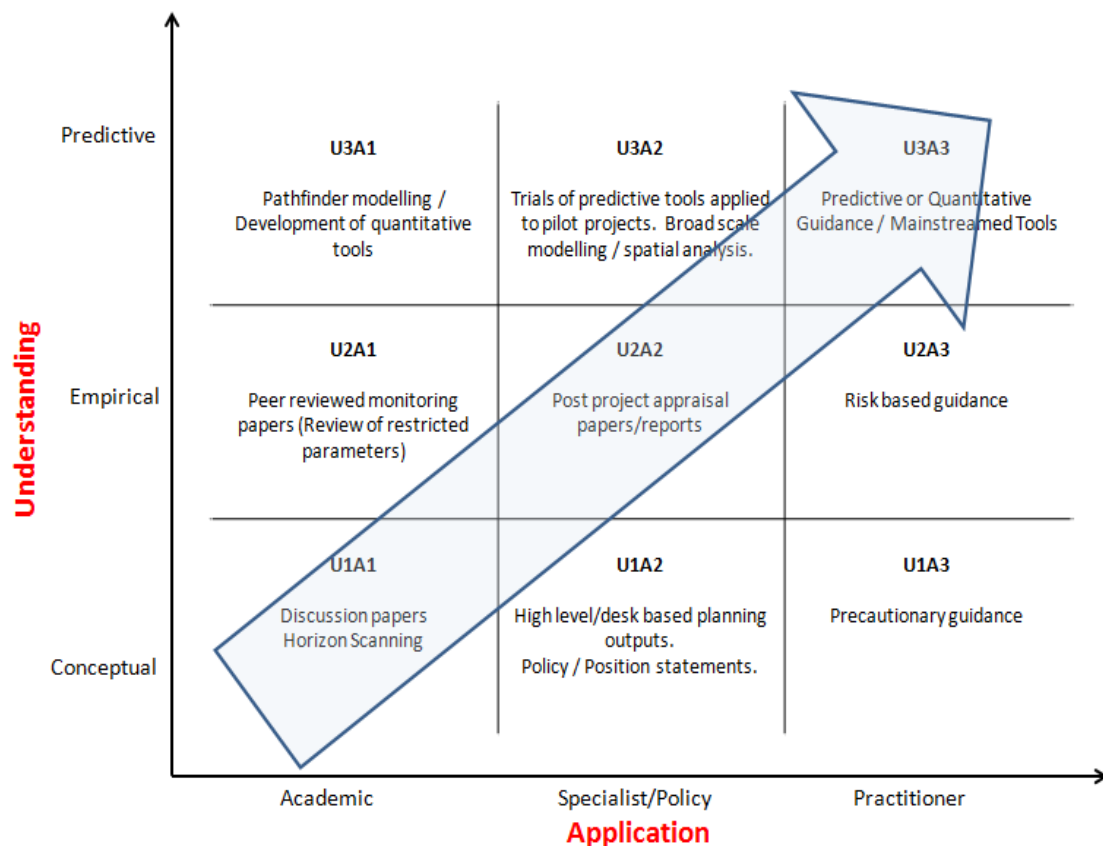 Predictive
U3A1
U3A2
U3A3
Pathfinder modelling /
Development of quantitative
tools
Trials of predictive tools applied
to pilot projects. Broad scale
modelling / spatial analysis.
Predictive or Quantitative
Guidance / Mainstreamed Tools
Understanding
Empirical
U2A1
U2A2
U2A3
Peer reviewed monitoring
papers (Review of restricted
parameters)
Post project appraisal
papers/reports
Risk based guidance
Conceptual
U1A1
U1A2
U1A3
Discussion papers
Horizon Scanning
High level/desk based planning
outputs.
Policy / Position statements.
Precautionary guidance
Academic
Specialist/Policy
Practitioner
Application